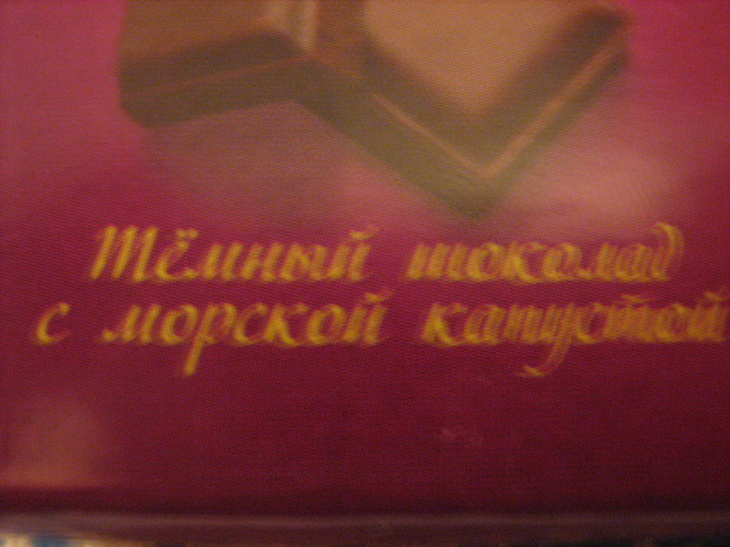 Тёмный шоколад
с морской капустой